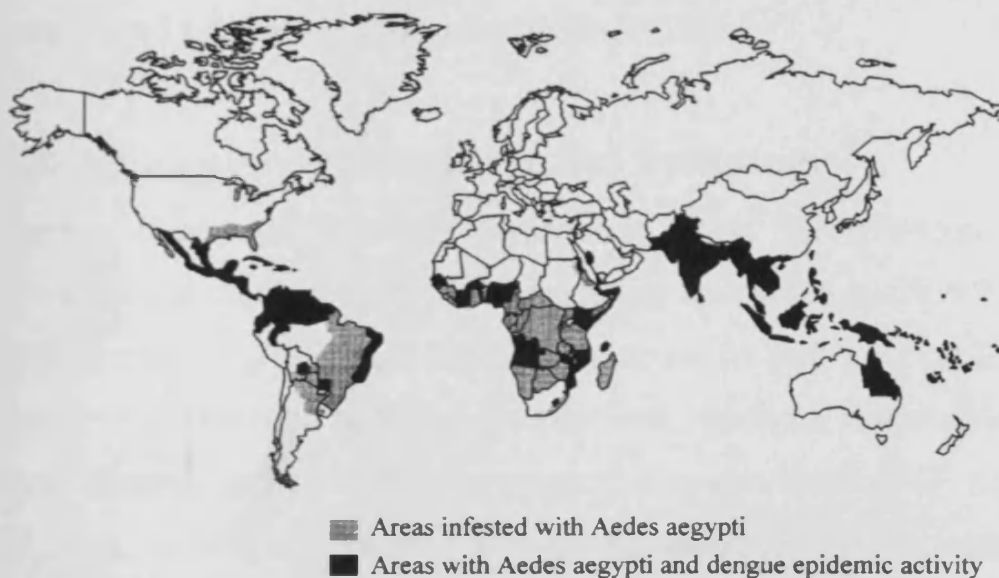 Areas infested with Aedes aegypti
Areas with Aedes aegypti and dengue epidemic activity